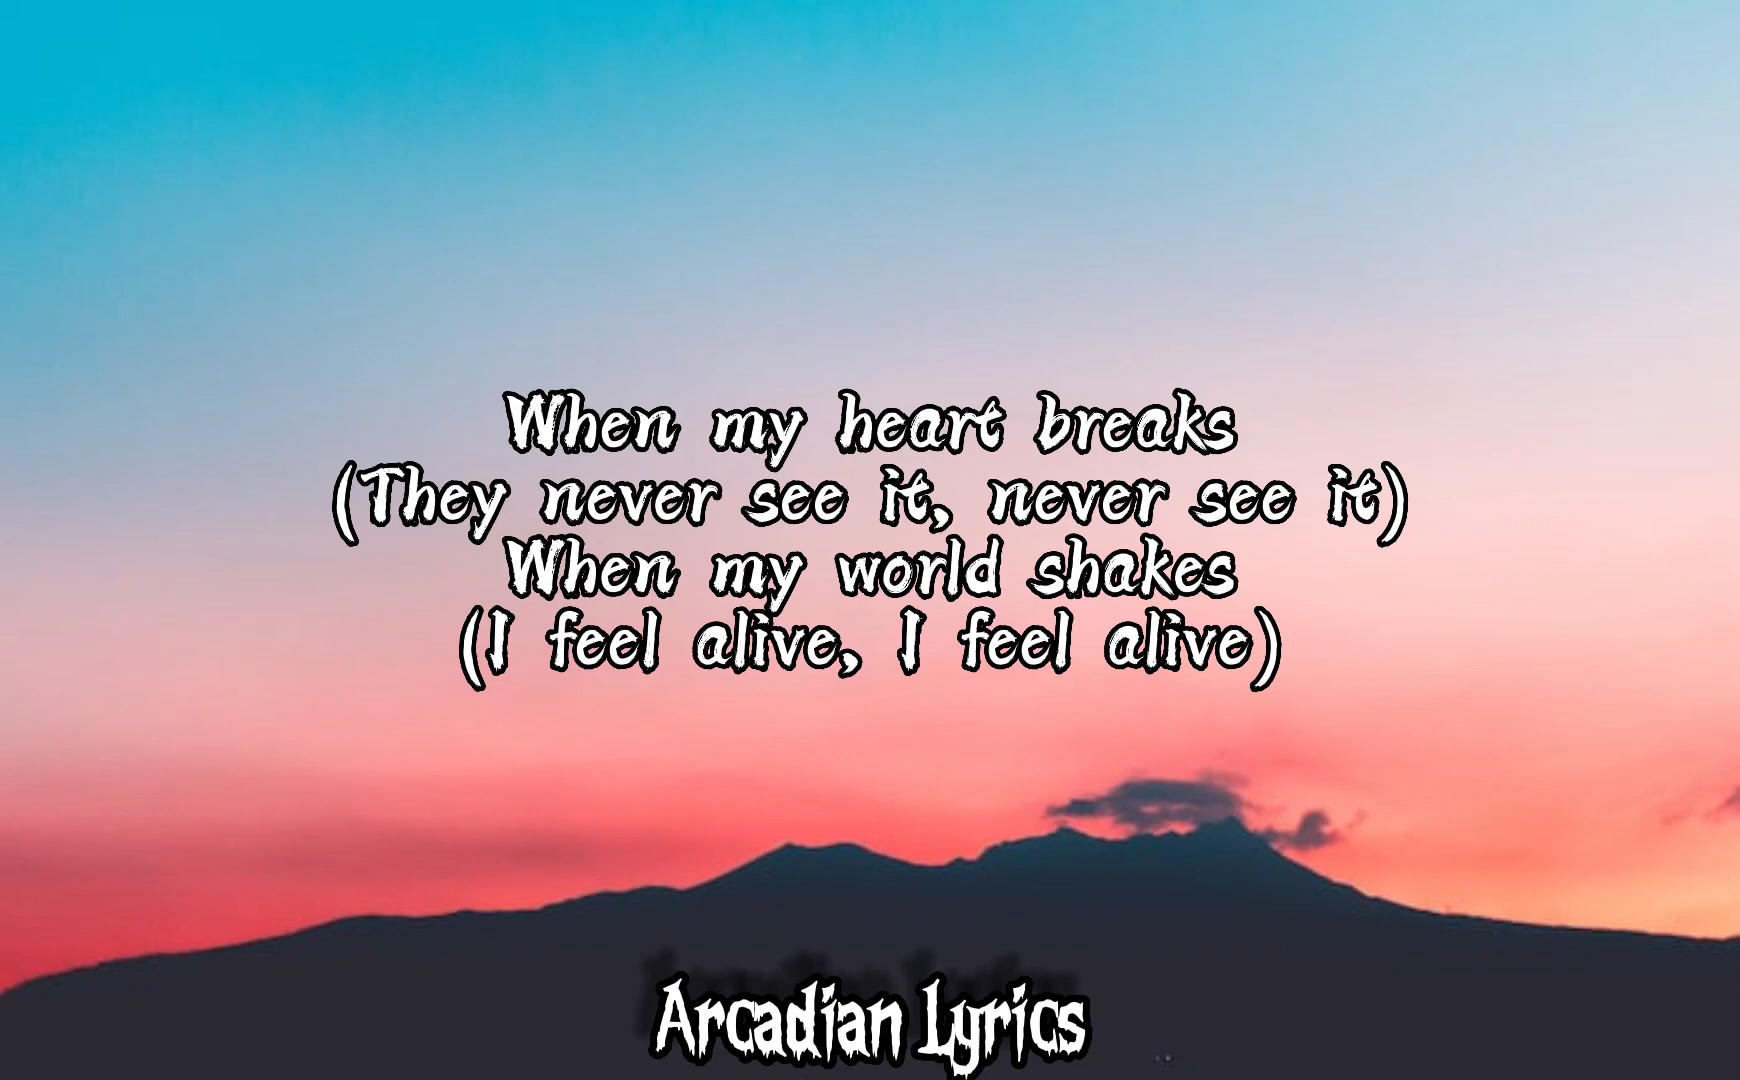 When my heart breaks
(They never see it, never see it)
When my world shakes
(I feel alive, I feel alive)
Arcadian Lyrics